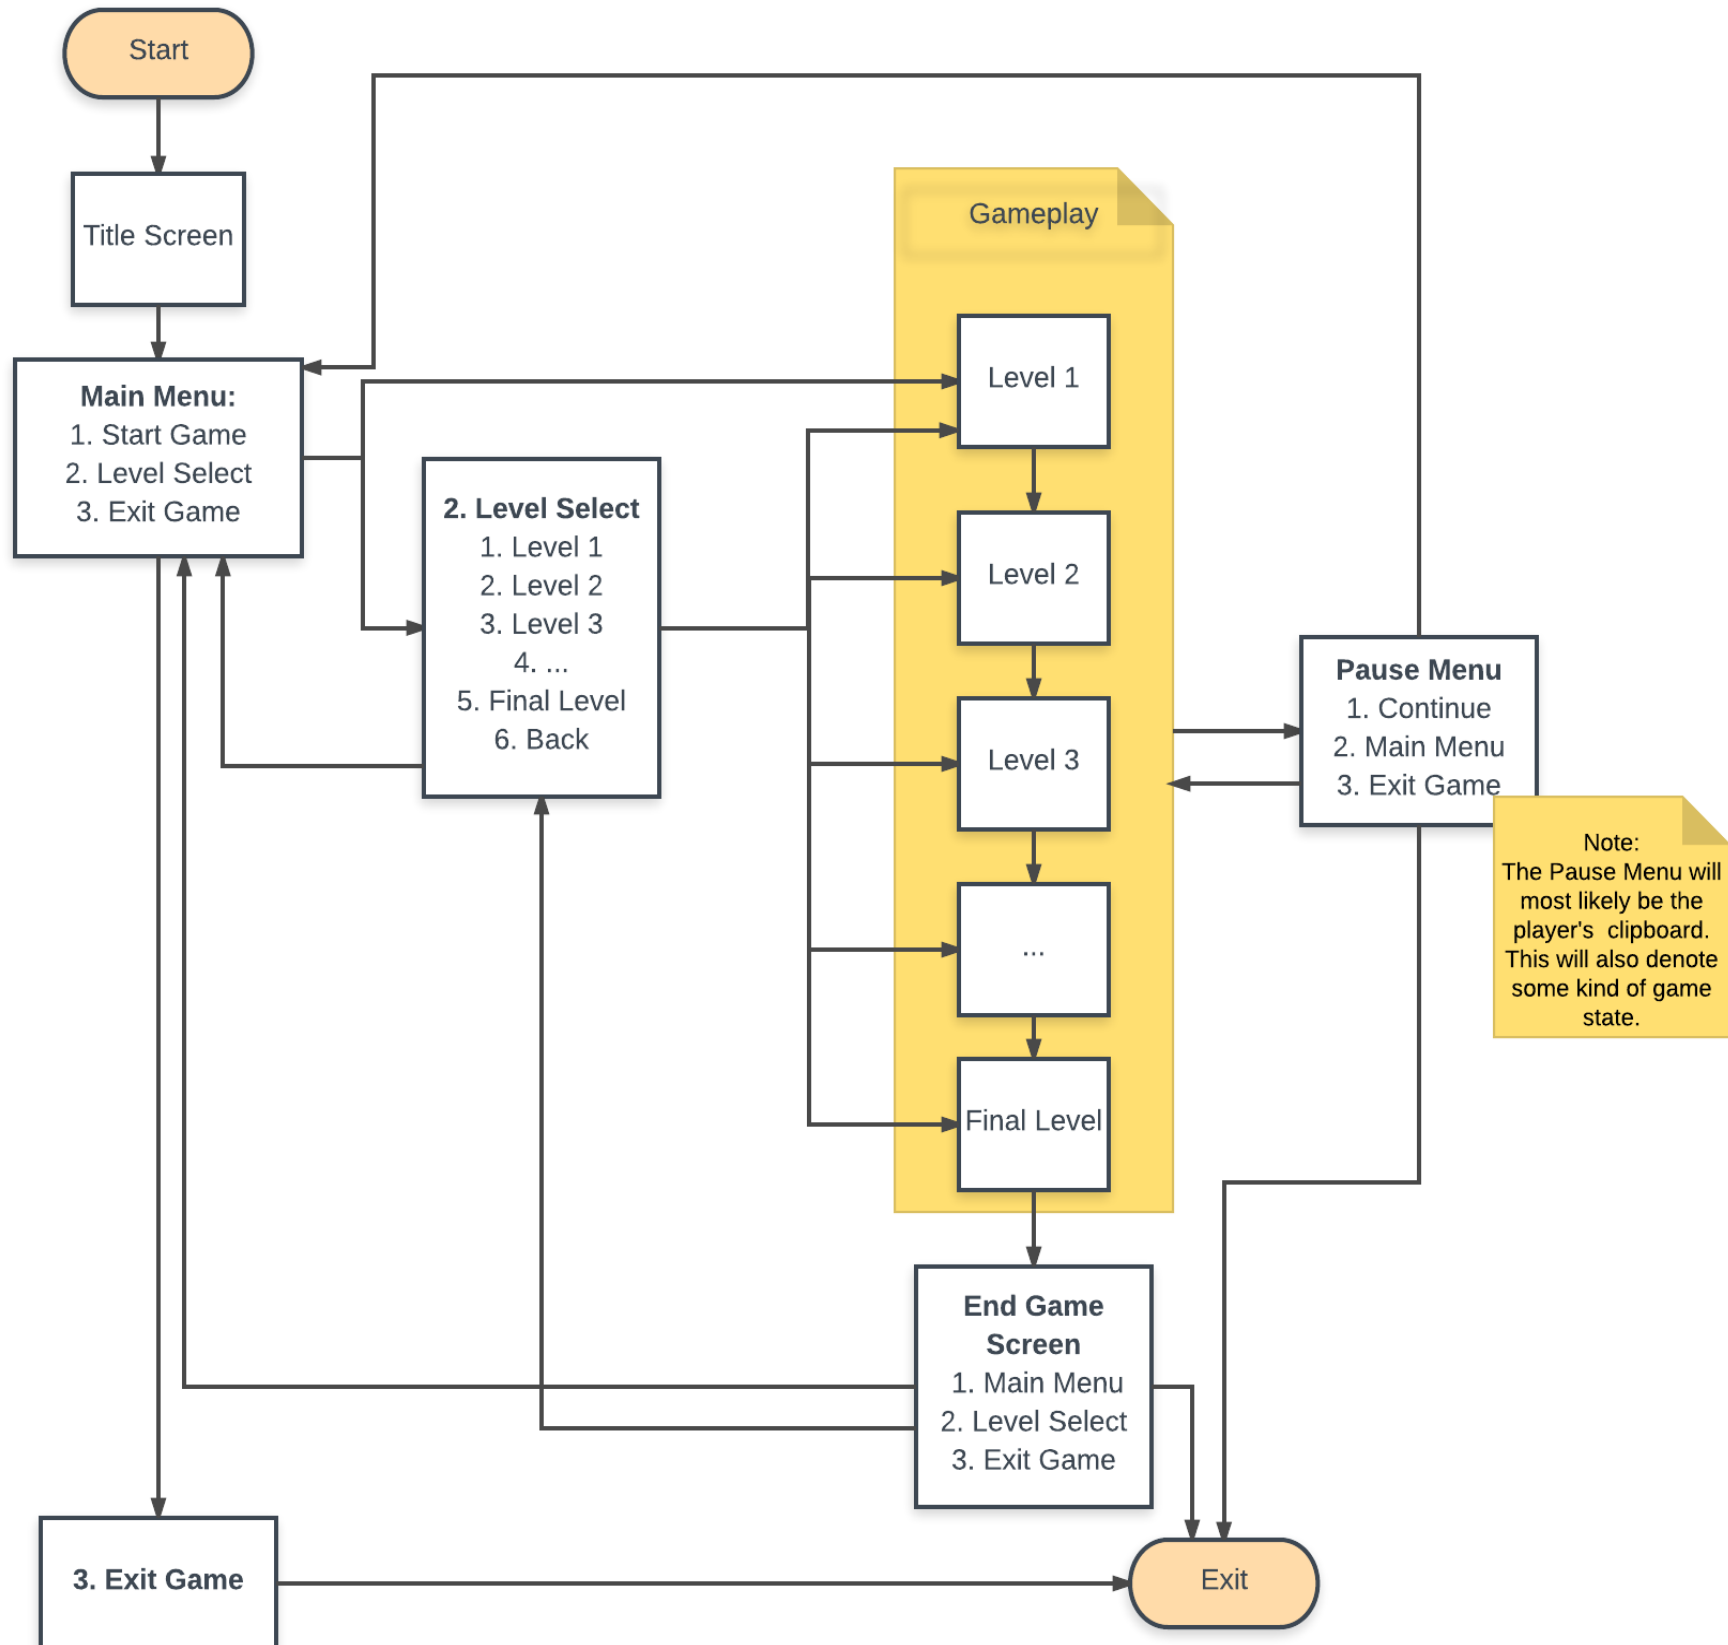 Start
Title Screen
Main Menu:
1. Start Game
2. Level Select
3. Exit Game
2. Level Select
1. Level 1
2. Level 2
3. Level 3
4. ...
5. Final Level
6. Back
Gameplay
Level 1
Level 2
Level 3
...
Final Level
Pause Menu
1. Continue
2. Main Menu
3. Exit Game
Note:
The Pause Menu will
most likely be the
player's  clipboard.
This will also denote
some kind of game
state.
End Game
Screen
1. Main Menu
2. Level Select
3. Exit Game
3. Exit Game
Exit